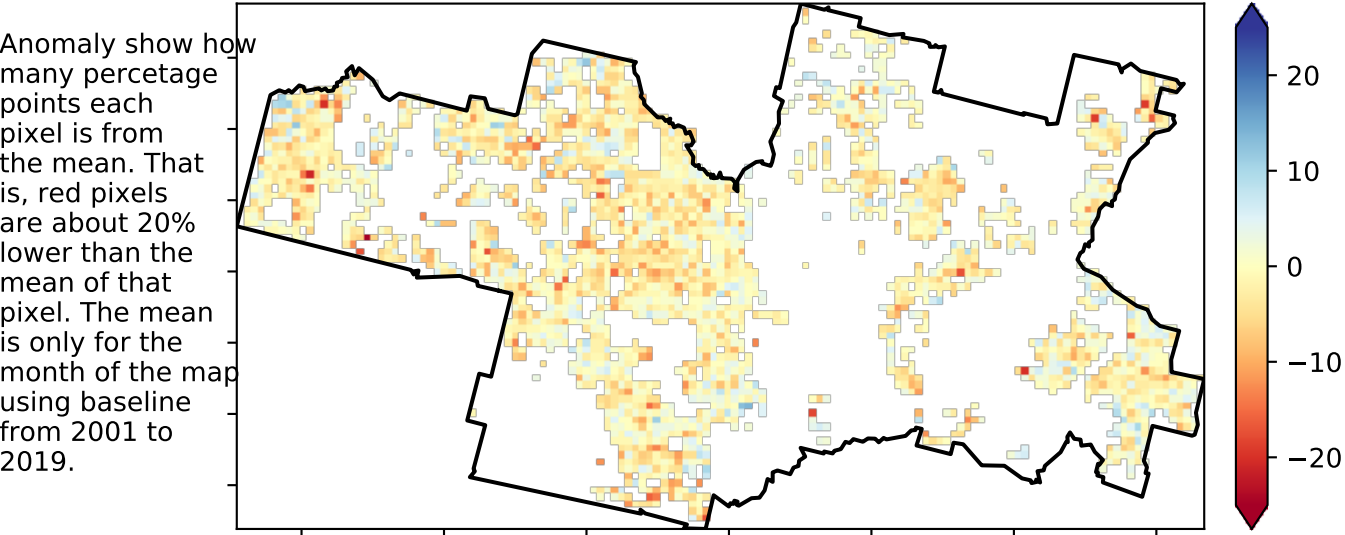 Anomaly show how
many percetage
points each
pixel is from
the mean. That
is, red pixels
are about 20%
lower than the
mean of that
pixel. The mean
is only for the
month of the map
using baseline
from 2001 to
2019.
20
10
0
−10
−20